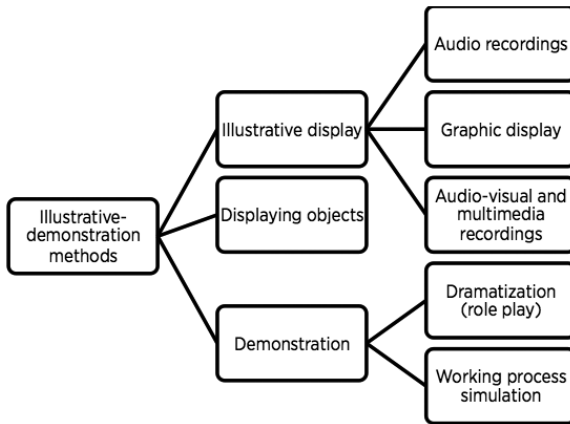 Audio recordings
Illustrative display
Graphic display
Displaying objects
Audio-visual and
multimedia
recordings
Illustrative-
demonstration
methods
Dramatization
(role play)
Demonstration
Working process
simulation